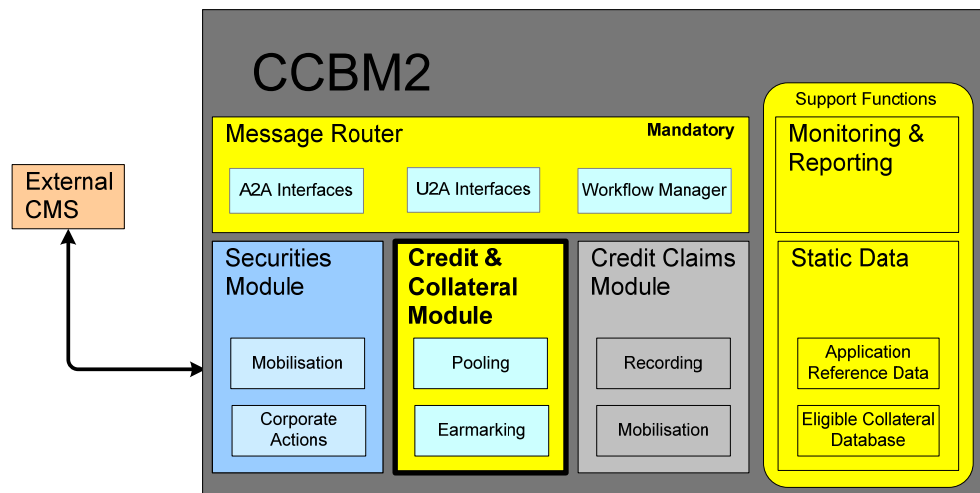 CCBM2
Support Functions
Message Router
Mandatory
A2A Interfaces
U2A Interfaces
Workflow Manager
Monitoring &
Reporting
External
CMS
Securities
Module
Mobilisation
Corporate
Actions
Credit &
Collateral
Module
Pooling
Earmarking
Credit Claims
Module
Recording
Mobilisation
Static Data
Application
Reference Data
Eligible Collateral
Database